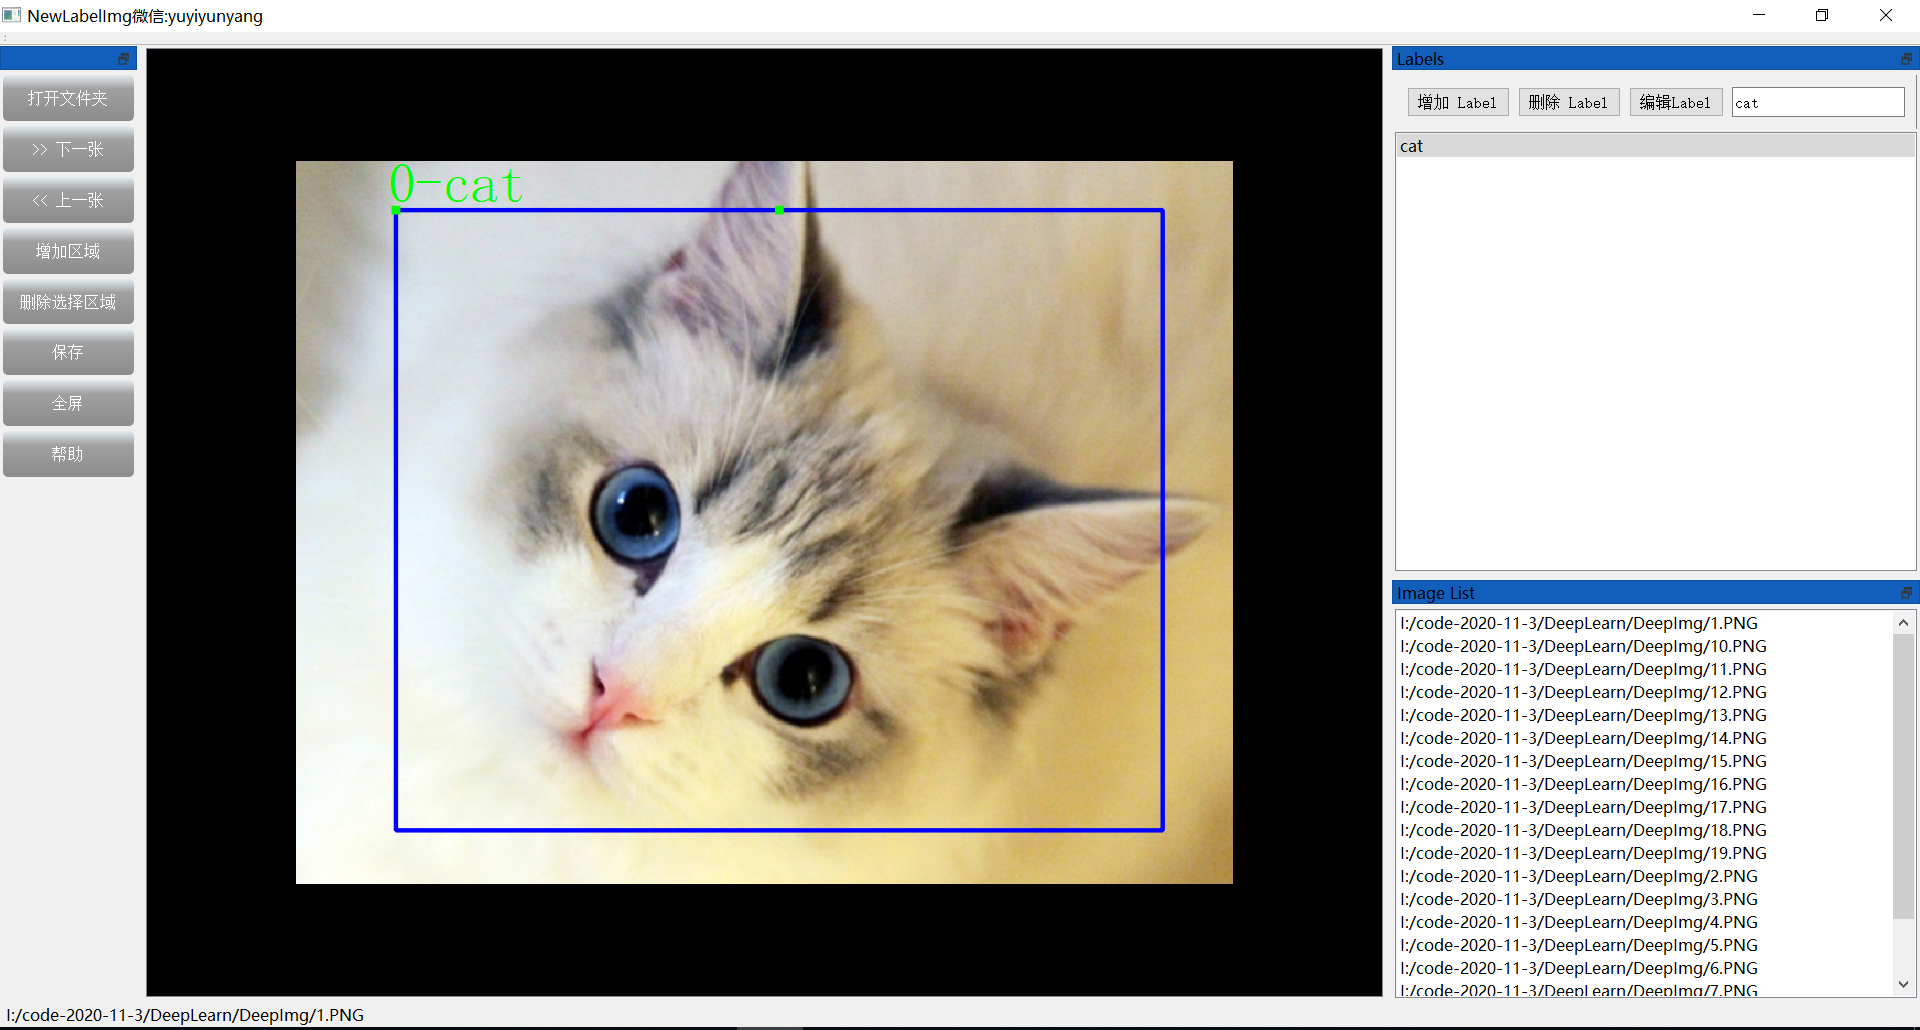 NewLabelImg微信:yuyiyunyang
打开文件夹
>> 下一张
<< 上一张
增加区域
删除选择区域
保存
全屏
帮助
0-cat
Labels
增加 Label 删除 Label 编辑Label cat
cat
Image List
I:/code-2020-11-3/DeepLearn/DeepImg/1.PNG
I:/code-2020-11-3/DeepLearn/DeepImg/10.PNG
I:/code-2020-11-3/DeepLearn/DeepImg/11.PNG
I:/code-2020-11-3/DeepLearn/DeepImg/12.PNG
I:/code-2020-11-3/DeepLearn/DeepImg/13.PNG
I:/code-2020-11-3/DeepLearn/DeepImg/14.PNG
I:/code-2020-11-3/DeepLearn/DeepImg/15.PNG
I:/code-2020-11-3/DeepLearn/DeepImg/16.PNG
I:/code-2020-11-3/DeepLearn/DeepImg/17.PNG
I:/code-2020-11-3/DeepLearn/DeepImg/18.PNG
I:/code-2020-11-3/DeepLearn/DeepImg/19.PNG
I:/code-2020-11-3/DeepLearn/DeepImg/2.PNG
I:/code-2020-11-3/DeepLearn/DeepImg/3.PNG
I:/code-2020-11-3/DeepLearn/DeepImg/4.PNG
I:/code-2020-11-3/DeepLearn/DeepImg/5.PNG
I:/code-2020-11-3/DeepLearn/DeepImg/6.PNG
I:/code-2020-11-3/DeepLearn/DeepImg/7.PNG
I:/code-2020-11-3/DeepLearn/DeepImg/1.PNG